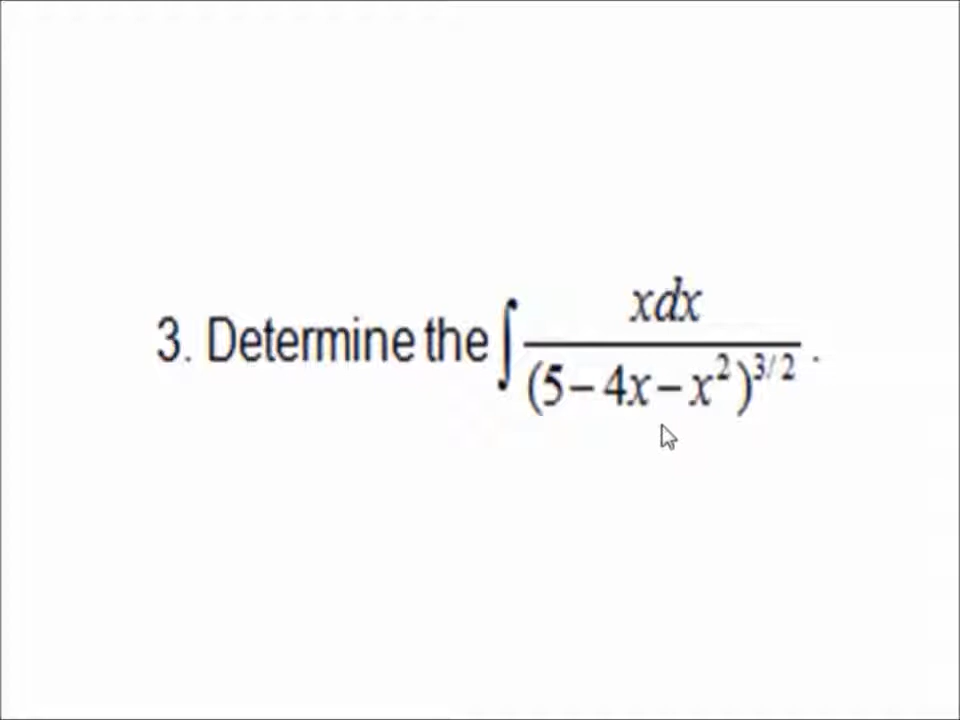 3. Determine the ∫ xdx / (5 − 4x − x²)^{3/2} .